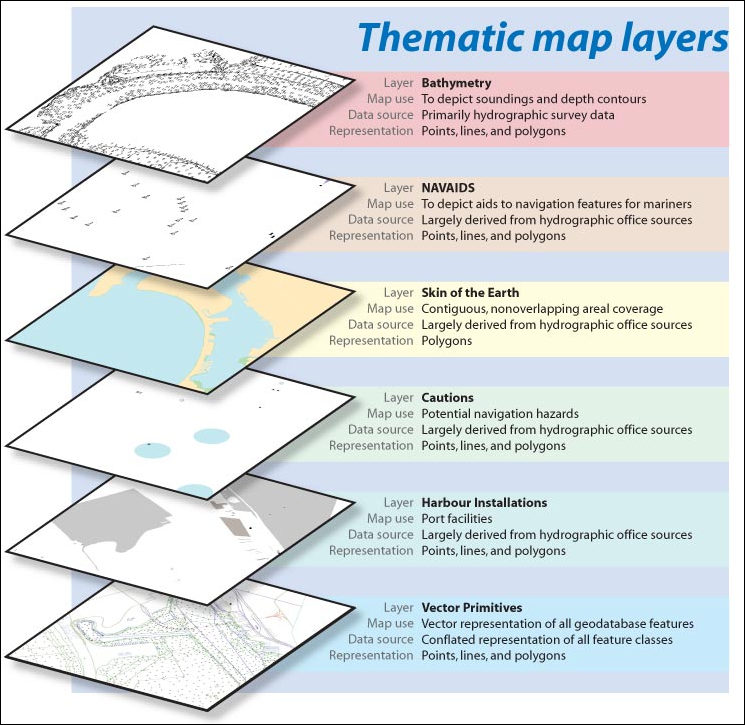 Thematic map layers
Layer Bathymetry
Map use To depict soundings and depth contours
Data source Primarily hydrographic survey data
Representation Points, lines, and polygons
Layer NAVAIDS
Map use To depict aids to navigation features for mariners
Data source Largely derived from hydrographic office sources
Representation Points, lines, and polygons
Layer Skin of the Earth
Map use Contiguous, nonoverlapping areal coverage
Data source Largely derived from hydrographic office sources
Representation Polygons
Layer Cautions
Map use Potential navigation hazards
Data source Largely derived from hydrographic office sources
Representation Points, lines, and polygons
Layer Harbour Installations
Map use Port facilities
Data source Largely derived from hydrographic office sources
Representation Points, lines, and polygons
Layer Vector Primitives
Map use Vector representation of all geodatabase features
Data source Conflated representation of all feature classes
Representation Points, lines, and polygons